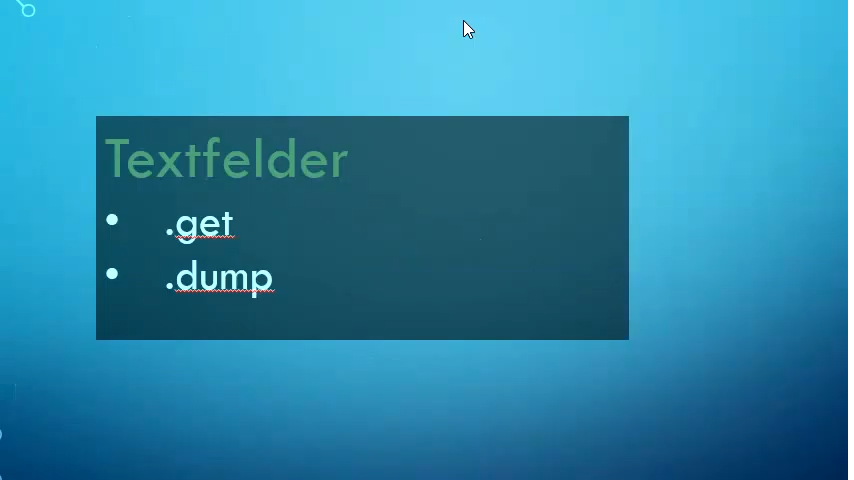 Textfelder
• .get
• .dump